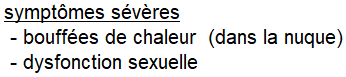 symptômes sévères
- bouffées de chaleur (dans la nuque)
- dysfonction sexuelle